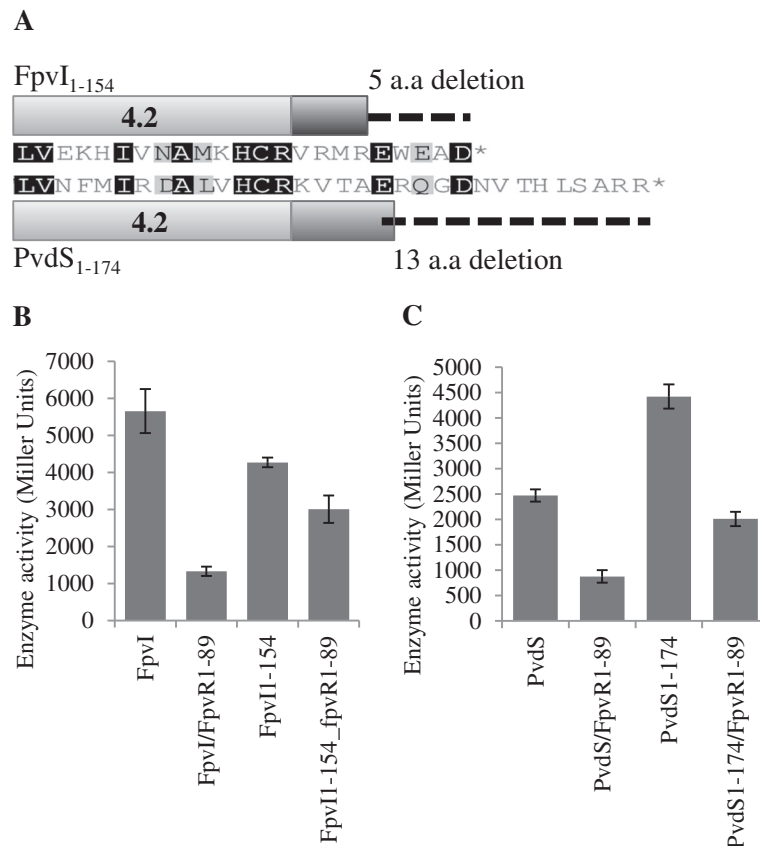 A
FpvI1-154
5 a.a deletion
4.2
LVEKHIVNAMKHCRVRMREWEAD*
LVNFMIRDALVHCRKVTAERQGDNVTHLSARR*
4.2
PvdS1-174
13 a.a deletion
B
Enzyme activity (Miller Units)
7000
6000
5000
4000
3000
2000
1000
0
FpvI
FpvI/FpvR1-89
FpvI1-154
FpvI1-154_fpvR1-89
C
Enzyme activity (Miller Units)
5000
4500
4000
3500
3000
2500
2000
1500
1000
500
0
PvdS
PvdS/FpvR1-89
PvdS1-174
PvdS1-174/FpvR1-89